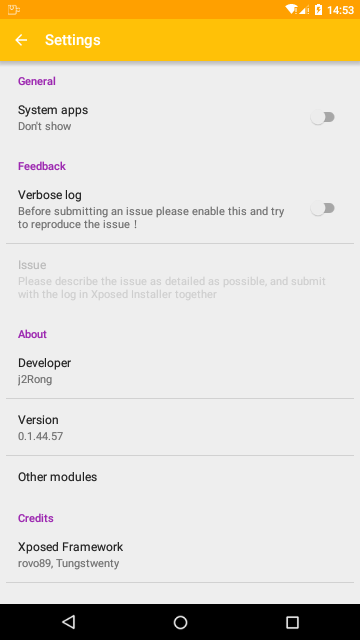 14:53
Settings
General
System apps
Don't show
Feedback
Verbose log
Before submitting an issue please enable this and try
to reproduce the issue！
Issue
Please describe the issue as detailed as possible, and submit
with the log in Xposed Installer together
About
Developer
j2Rong
Version
0.1.44.57
Other modules
Credits
Xposed Framework
rovo89, Tungstwenty